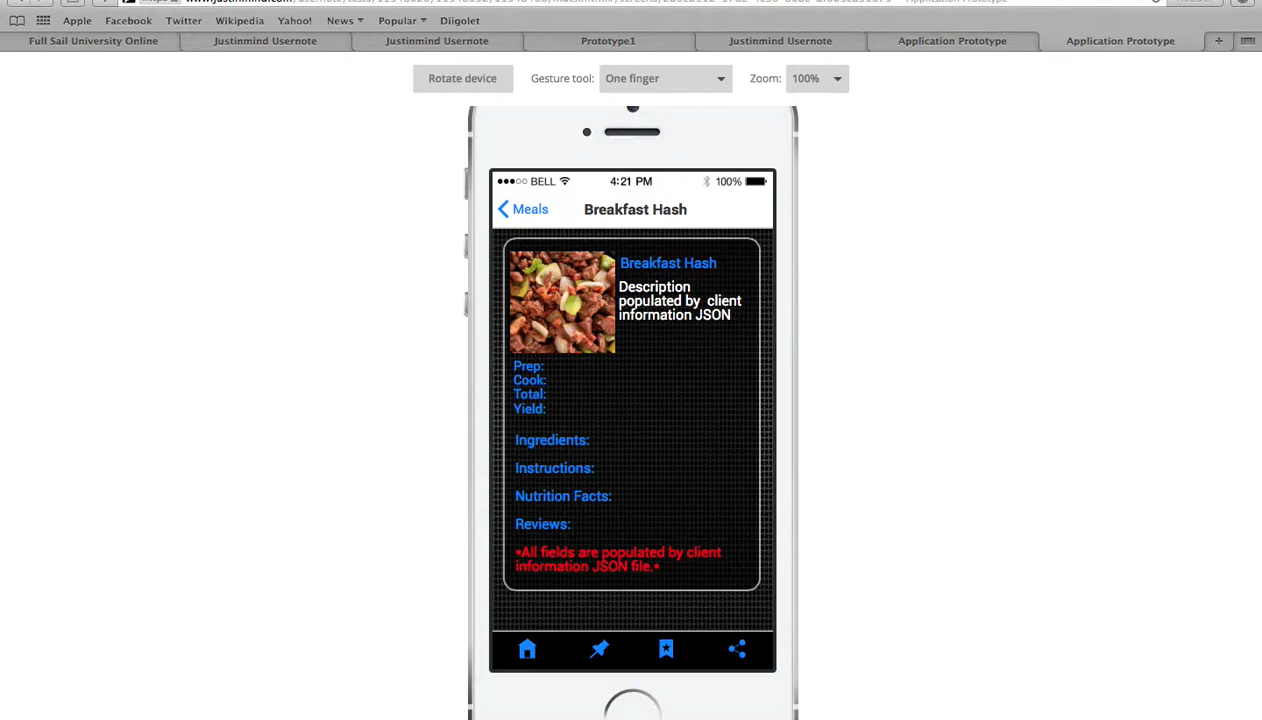 Apple Facebook Twitter Wikipedia Yahoo! News Popular Diigolet
Full Sail University Online Justinmind Usernote Justinmind Usernote Prototype1 Justinmind Usernote Application Prototype Application Prototype +
Rotate device Gesture tool: One finger Zoom: 100%
BELL 4:21 PM 100%
Meals Breakfast Hash
Breakfast Hash
Description
populated by client
information JSON
Prep:
Cook:
Total:
Yield:
Ingredients:
Instructions:
Nutrition Facts:
Reviews:
*All fields are populated by client
information JSON file.*